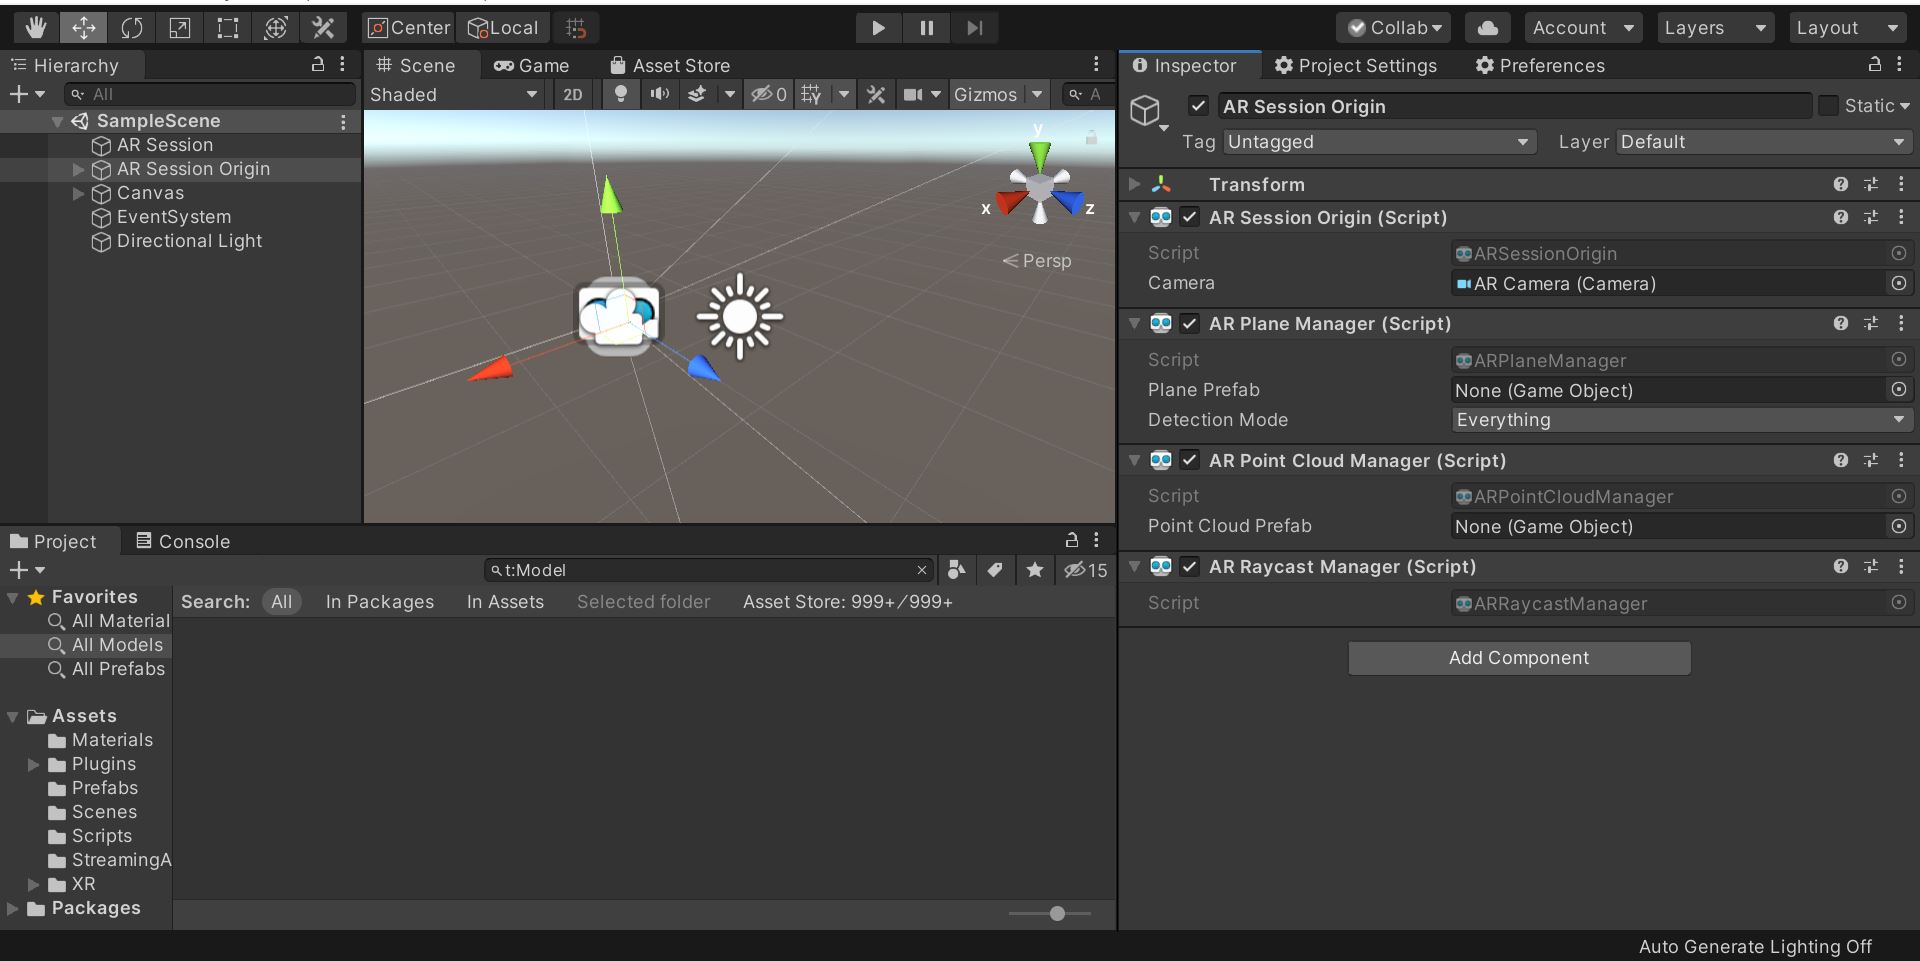 Center
Local
Collab
Account
Layers
Layout
Hierarchy
All
SampleScene
AR Session
AR Session Origin
Canvas
EventSystem
Directional Light
Scene
Game
Asset Store
Shaded
2D
0
Gizmos
A
y
x
z
Persp
Inspector
Project Settings
Preferences
AR Session Origin
Static
Tag
Untagged
Layer
Default
Transform
AR Session Origin (Script)
Script
ARSessionOrigin
Camera
AR Camera (Camera)
AR Plane Manager (Script)
Script
ARPlaneManager
Plane Prefab
None (Game Object)
Detection Mode
Everything
AR Point Cloud Manager (Script)
Script
ARPointCloudManager
Point Cloud Prefab
None (Game Object)
AR Raycast Manager (Script)
Script
ARRaycastManager
Add Component
Project
Console
t:Model
15
Favorites
All Material
All Models
All Prefabs
Assets
Materials
Plugins
Prefabs
Scenes
Scripts
StreamingA
XR
Packages
Search:
All
In Packages
In Assets
Selected folder
Asset Store: 999+/999+
Auto Generate Lighting Off